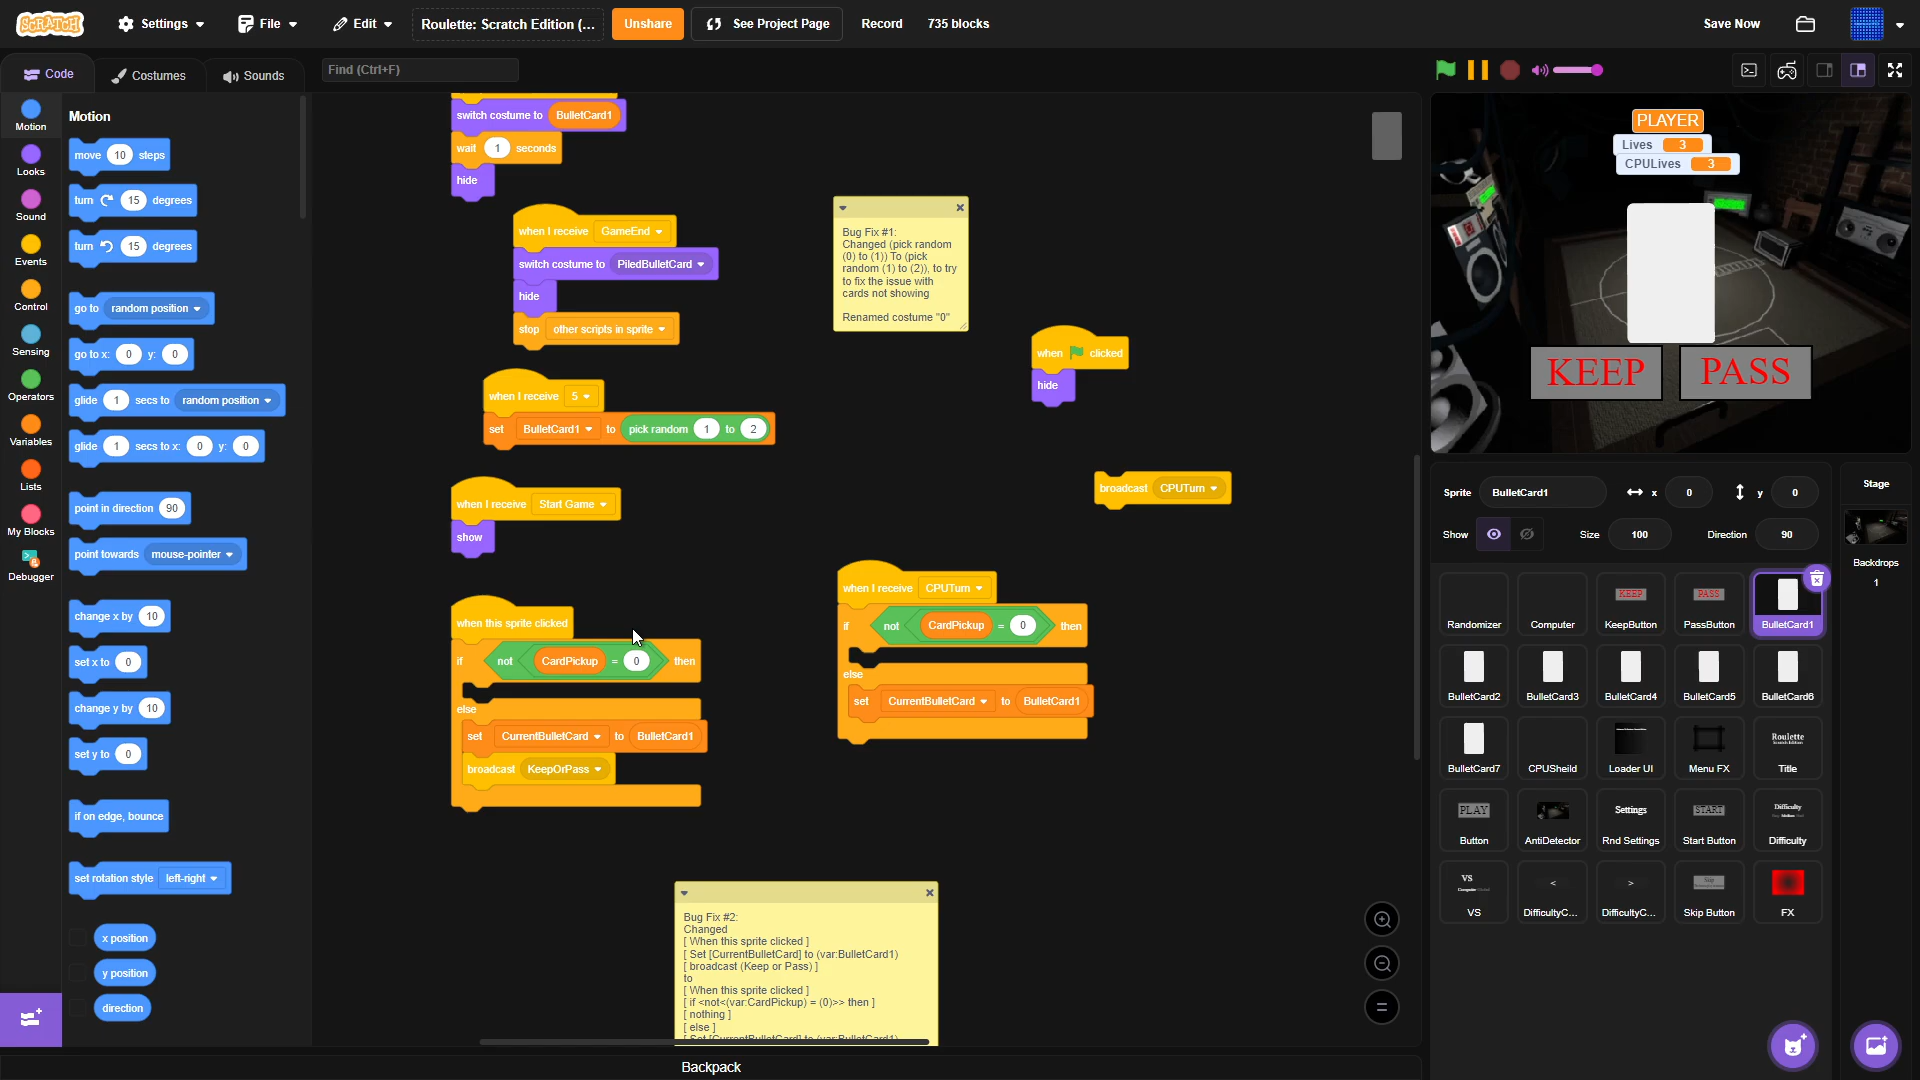 SCRATCH
Settings
File
Edit
Roulette: Scratch Edition (...
Unshare
See Project Page
Record
735 blocks
Save Now
Code
Costumes
Sounds
Find (Ctrl+F)
Motion
Looks
Sound
Events
Control
Sensing
Operators
Variables
Lists
My Blocks
Debugger
Motion
move 10 steps
turn 15 degrees
turn 15 degrees
go to random position
go to x: 0 y: 0
glide 1 secs to random position
glide 1 secs to x: 0 y: 0
point in direction 90
point towards mouse-pointer
change x by 10
set x to 0
change y by 10
set y to 0
if on edge, bounce
set rotation style left-right
x position
y position
direction
switch costume to BulletCard1
wait 1 seconds
hide
when I receive GameEnd
switch costume to PiledBulletCard
hide
stop other scripts in sprite
when I receive 5
set BulletCard1 to pick random 1 to 2
when I receive Start Game
show
when this sprite clicked
if not CardPickup = 0 then
else
set CurrentBulletCard to BulletCard1
broadcast KeepOrPass
Bug Fix #1:
Changed (pick random
(0) to (1)) To (pick
random (1) to (2)), to try
to fix the issue with
cards not showing
Renamed costume "0"
when clicked
hide
broadcast CPUTurn
when I receive CPUTurn
if not CardPickup = 0 then
else
set CurrentBulletCard to BulletCard1
Bug Fix #2:
Changed
[ When this sprite clicked ]
[ Set [CurrentBulletCard] to (var:BulletCard1)
[ broadcast (Keep or Pass) ]
to
[ When this sprite clicked ]
[ if <not<(var:CardPickup) = (0)>> then ]
[ nothing ]
[ else ]
[ Set [CurrentBulletCard] to (var:BulletCard1)
Backpack
PLAYER
Lives 3
CPULives 3
KEEP PASS
Sprite BulletCard1 x 0 y 0
Show Size 100 Direction 90
Stage
Backdrops
1
KEEP PASS
Randomizer Computer KeepButton PassButton BulletCard1
BulletCard2 BulletCard3 BulletCard4 BulletCard5 BulletCard6
Roulette
BulletCard7 CPUSheild Loader UI Menu FX Title
PLAY Settings START Difficulty
Button AntiDetector Rnd Settings Start Button Difficulty
VS < > Skip
VS DifficultyC... DifficultyC... Skip Button FX